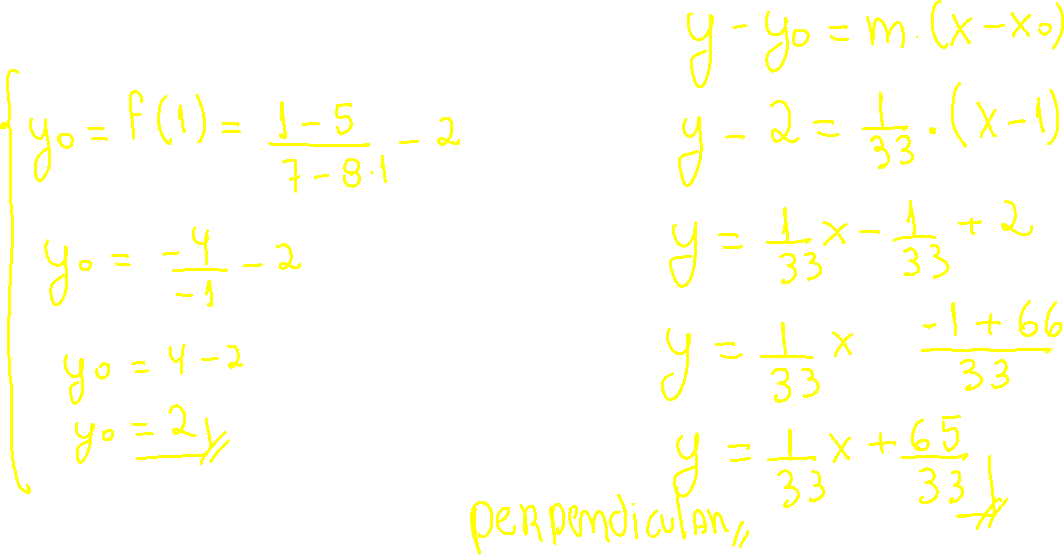 y₀ = f(1) = (1 - 5)/(7 - 8·1) - 2
y₀ = -4/-1 - 2
y₀ = 4 - 2
y₀ = 2
y - y₀ = m·(x - x₀)
y - 2 = 1/33·(x - 1)
y = 1/33 x - 1/33 + 2
y = 1/33 x (-1 + 66)/33
y = 1/33 x + 65/33
perpendicular